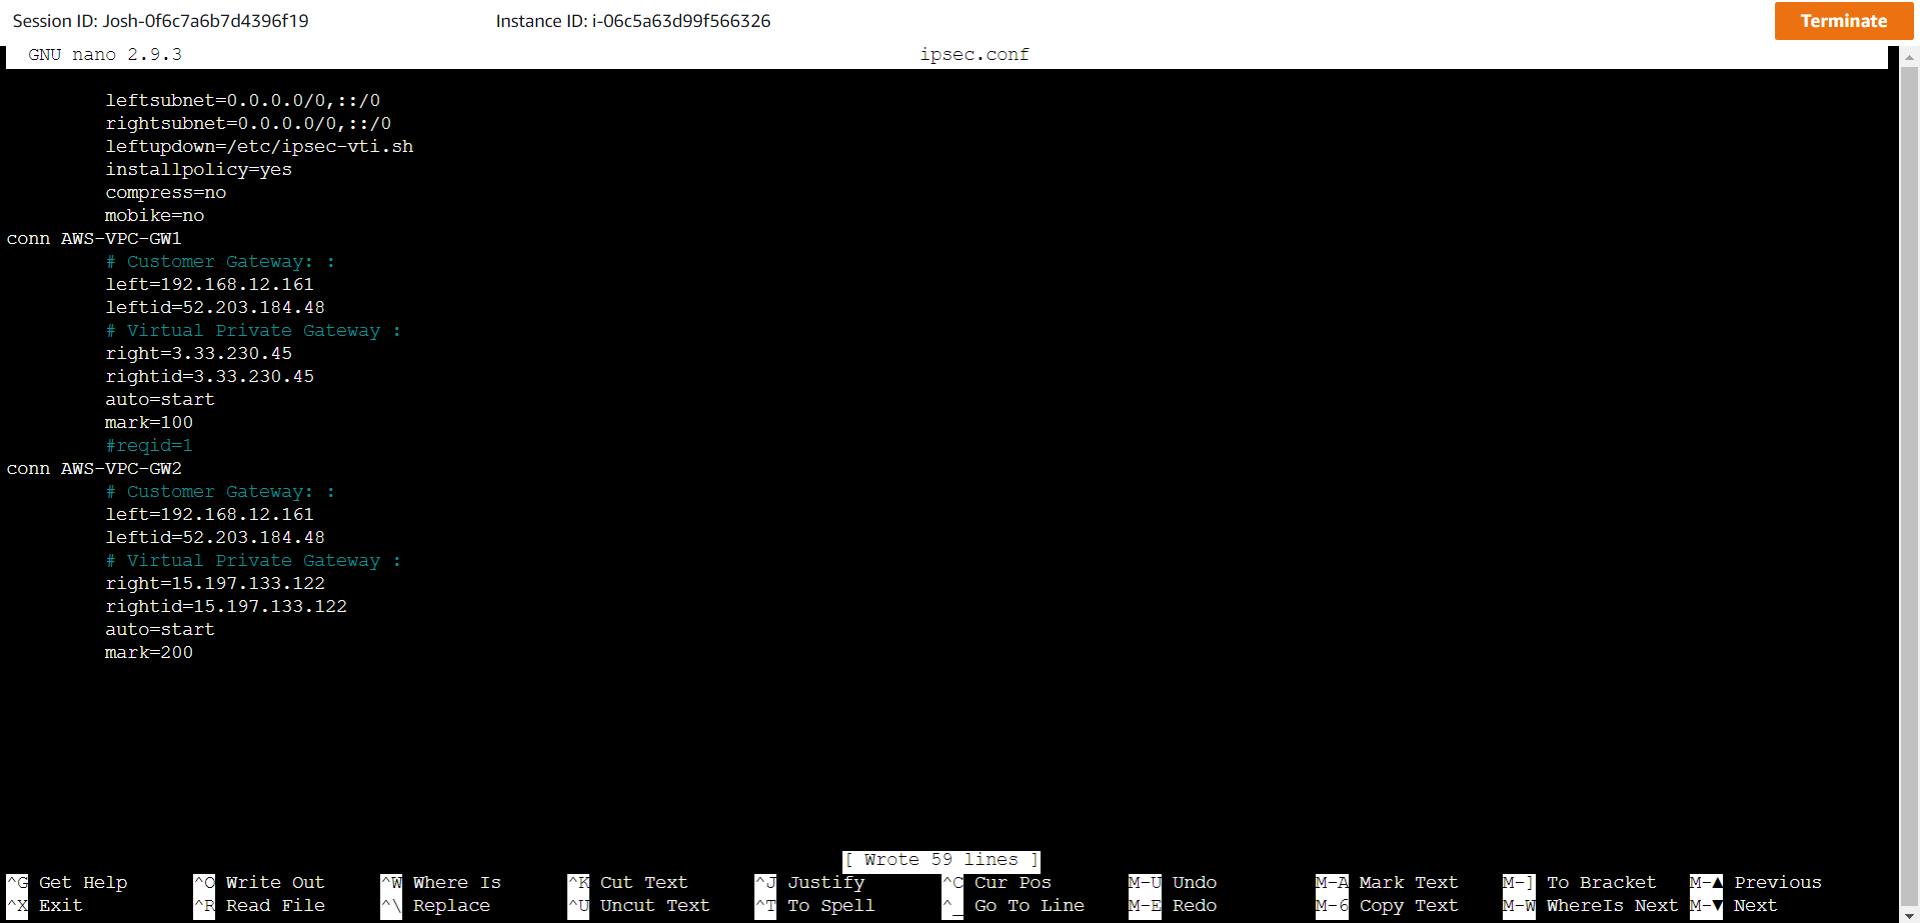 Session ID: Josh-0f6c7a6b7d4396f19 Instance ID: i-06c5a63d99f566326 Terminate
GNU nano 2.9.3 ipsec.conf
leftsubnet=0.0.0.0/0,::/0
rightsubnet=0.0.0.0/0,::/0
leftupdown=/etc/ipsec-vti.sh
installpolicy=yes
compress=no
mobike=no
conn AWS-VPC-GW1
# Customer Gateway: :
left=192.168.12.161
leftid=52.203.184.48
# Virtual Private Gateway :
right=3.33.230.45
rightid=3.33.230.45
auto=start
mark=100
#reqid=1
conn AWS-VPC-GW2
# Customer Gateway: :
left=192.168.12.161
leftid=52.203.184.48
# Virtual Private Gateway :
right=15.197.133.122
rightid=15.197.133.122
auto=start
mark=200
[ Wrote 59 lines ]
^G Get Help ^O Write Out ^W Where Is ^K Cut Text ^J Justify ^C Cur Pos M-U Undo M-A Mark Text M-] To Bracket M-▲ Previous
^X Exit ^R Read File ^\ Replace ^U Uncut Text ^T To Spell ^_ Go To Line M-E Redo M-6 Copy Text M-W WhereIs Next M-▼ Next